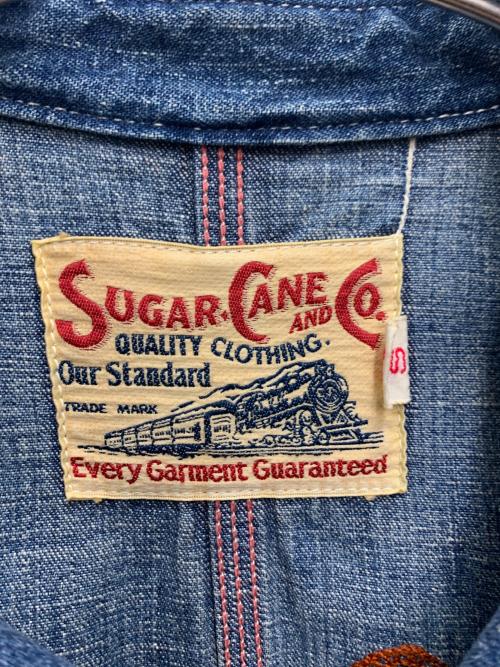 SUGAR CANE AND CO.
QUALITY CLOTHING.
Our Standard
TRADE MARK
Every Garment Guaranteed
S